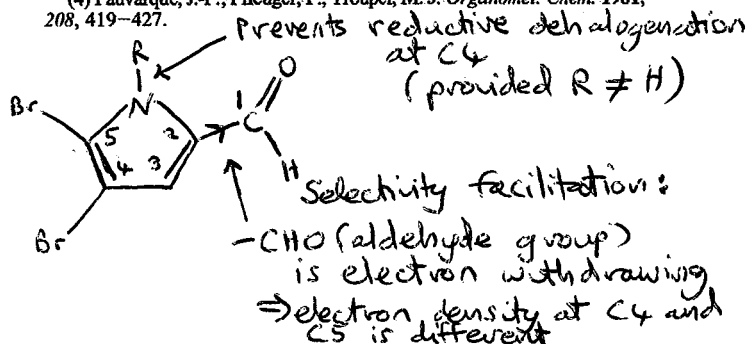 (4) Fauvarque, J.-F.; Pflüger, F.; Troupel, M. J. Organomet. Chem. 1981,
208, 419–427.
Prevents reductive dehalogenation
at C4
(provided R ≠ H)
R
O
Br
N
C
1
5
2
4
3
H
Br
Selectivity facilitation:
–CHO (aldehyde group)
is electron withdrawing
⇒ electron density at C4 and
C5 is different